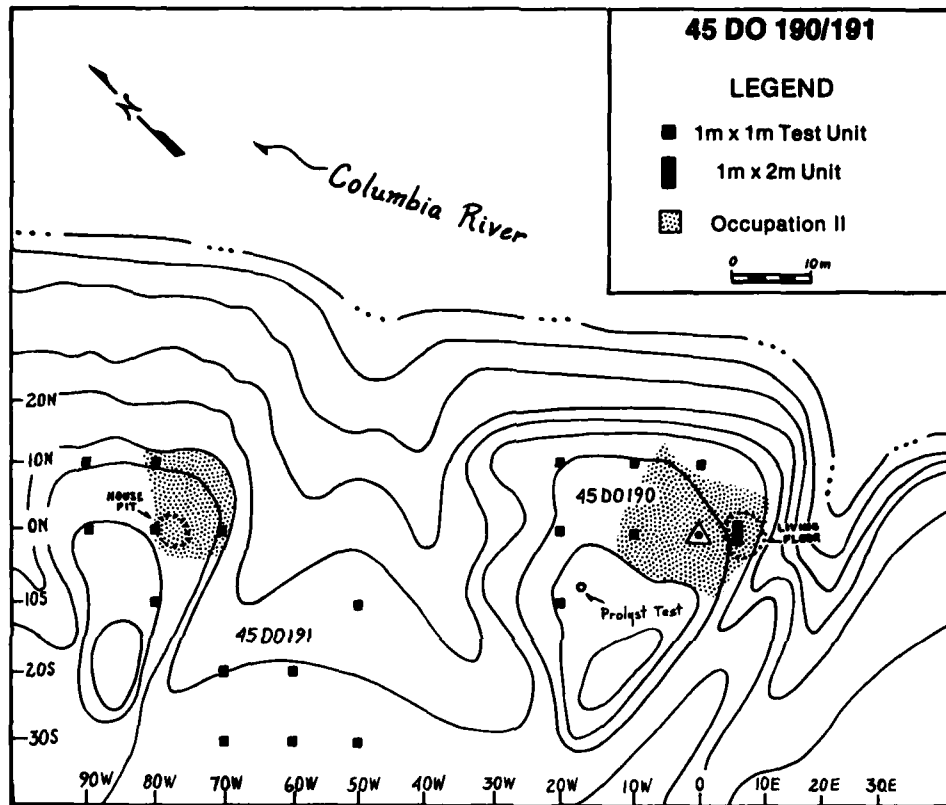 45 DO 190/191
LEGEND
1m x 1m Test Unit
1m x 2m Unit
Occupation II
0 10m
N
Columbia River
20N
10N
0N
10S
20S
30S
HOUSE
PIT
45DO190
LIVING
FLOOR
Prolyst Test
45DO191
90W 80W 70W 60W 50W 40W 30W 20W 10W 0 10E 20E 30E